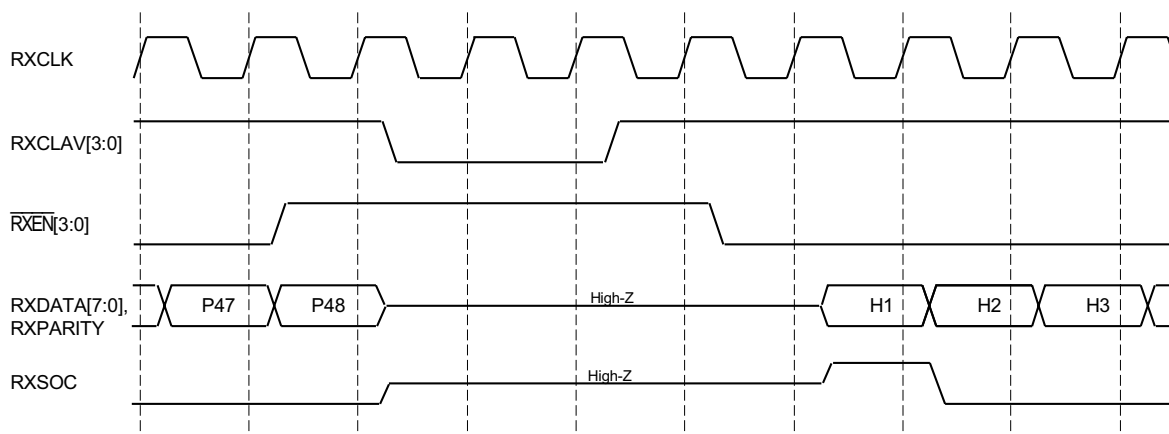 RXCLK
RXCLAV[3:0]
RXEN[3:0]
RXDATA[7:0],
RXPARITY
P47 P48 High-Z H1 H2 H3
RXSOC
High-Z